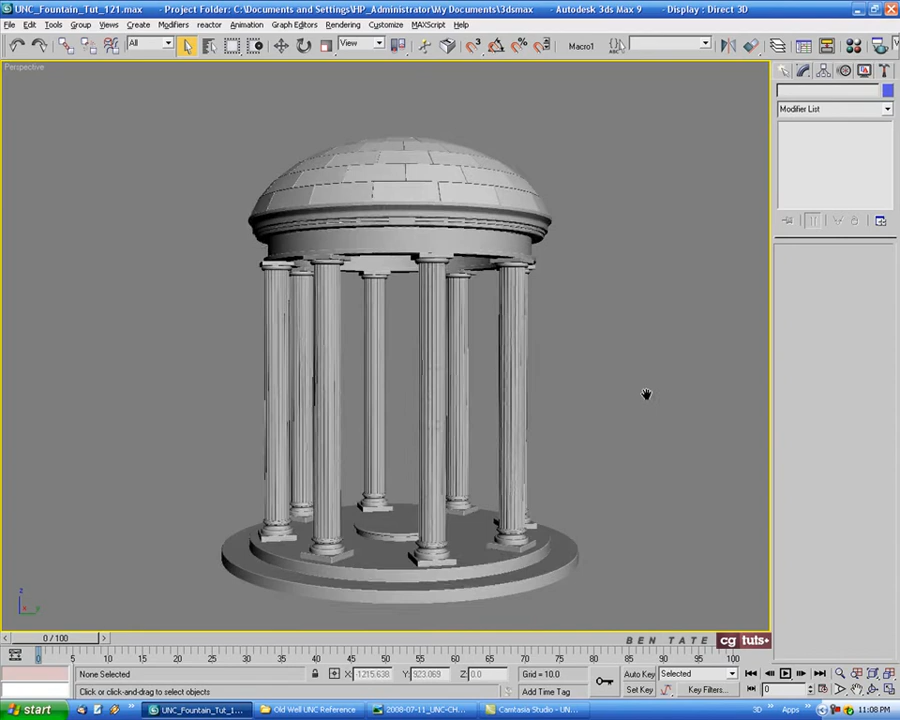 UNC_Fountain_Tut_121.max - Project Folder: C:\Documents and Settings\HP_Administrator\My Documents\3dsmax - Autodesk 3ds Max 9 - Display : Direct 3D
File Edit Tools Group Views Create Modifiers reactor Animation Graph Editors Rendering Customize MAXScript Help
All View Macro1
Perspective
Modifier List
z
x y
0 / 100
BEN TATE cg tuts+
0 5 10 15 20 25 30 35 40 45 50 55 60 65 70 75 80 85 90 95 100
None Selected X: -1215.638 Y: 923.069 Z: 0.0 Grid = 10.0 Auto Key Selected
Click or click-and-drag to select objects Add Time Tag Set Key Key Filters... 0
start UNC_Fountain_Tut_1... Old Well UNC Reference 2008-07-11_UNC-CH... Camtasia Studio - UN... 3D Apps 11:08 PM